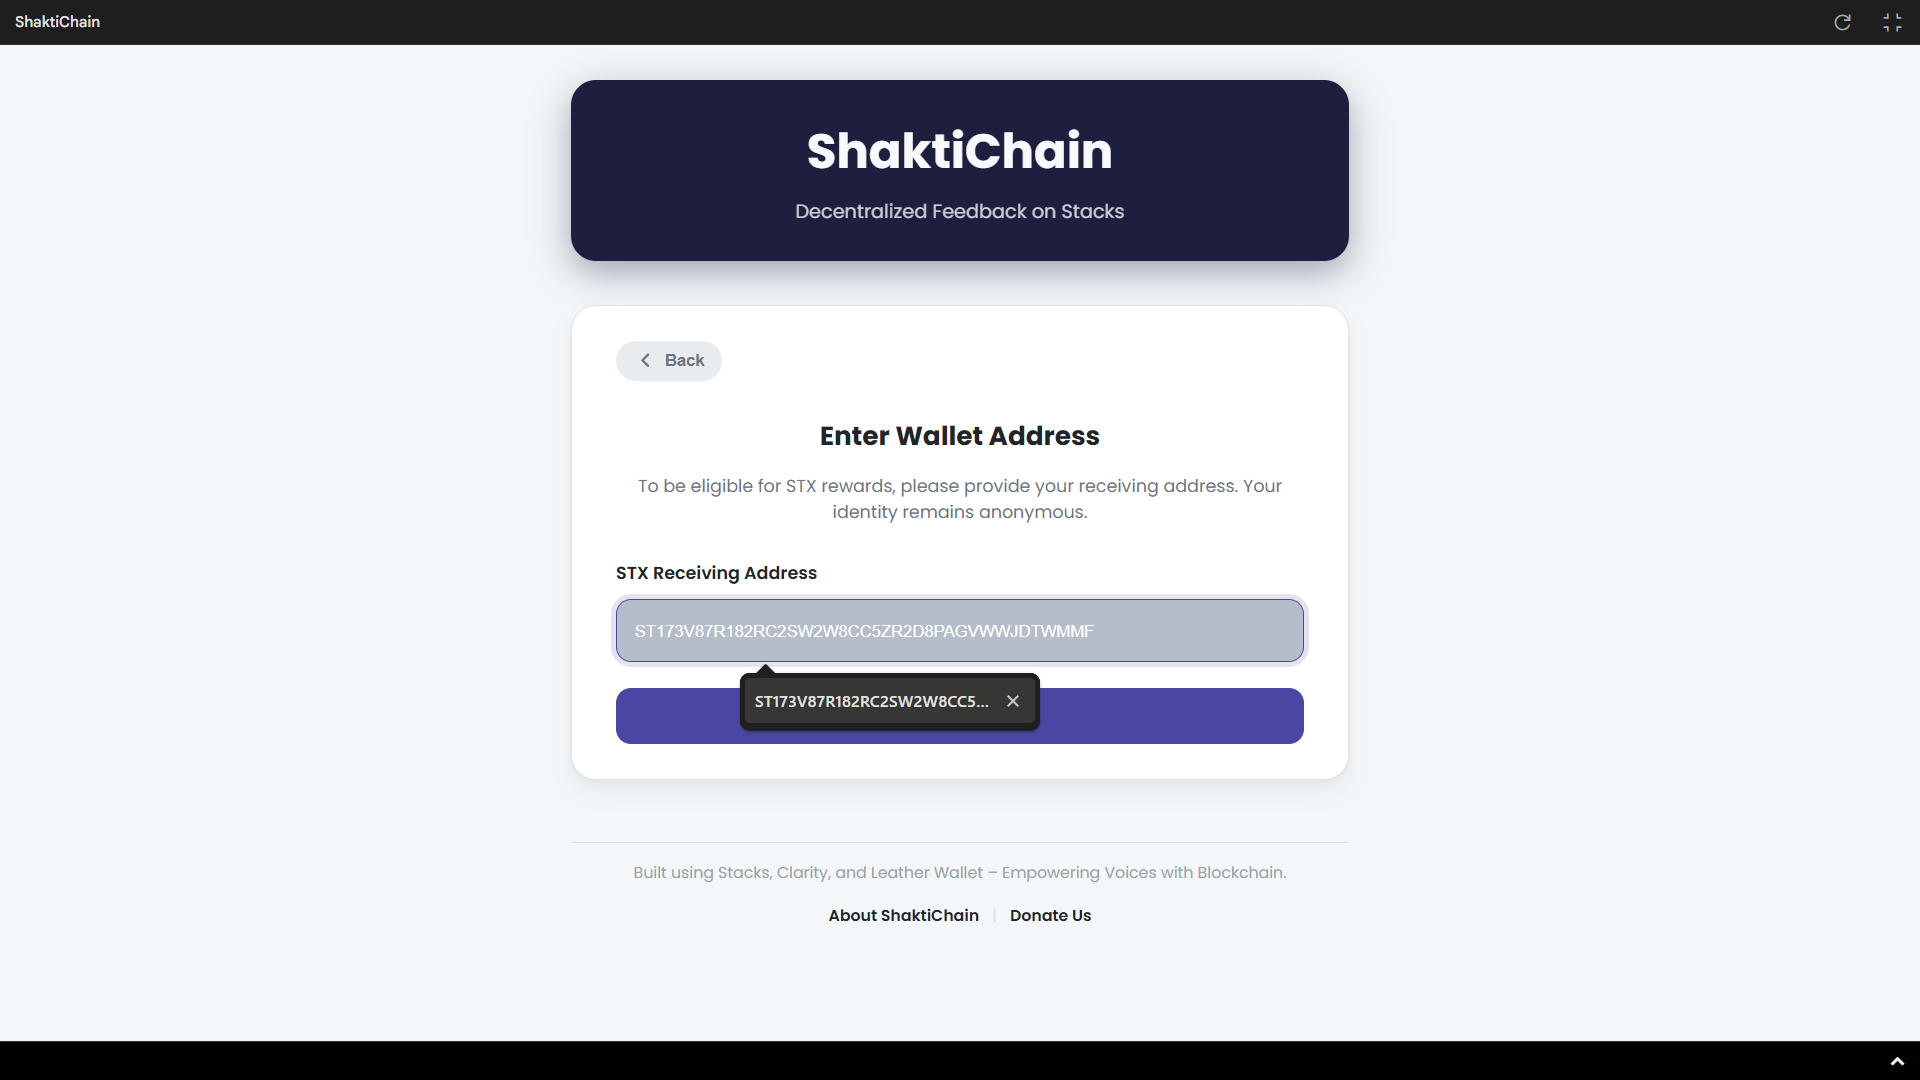 ShaktiChain
ShaktiChain
Decentralized Feedback on Stacks
Back
Enter Wallet Address
To be eligible for STX rewards, please provide your receiving address. Your
identity remains anonymous.
STX Receiving Address
ST173V87R182RC2SW2W8CC5ZR2D8PAGVWWJDTWMMF
ST173V87R182RC2SW2W8CC5...
Built using Stacks, Clarity, and Leather Wallet – Empowering Voices with Blockchain.
About ShaktiChain | Donate Us